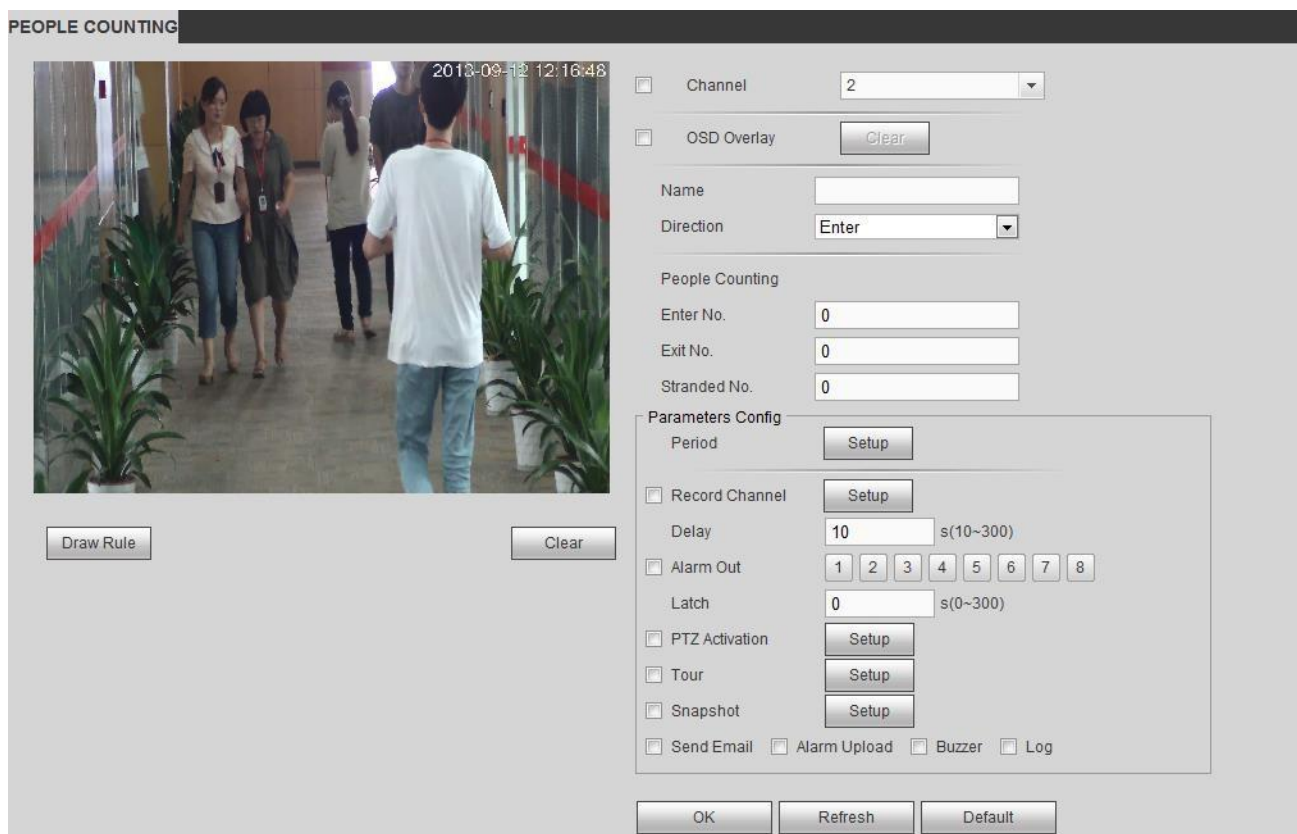 PEOPLE COUNTING
2013-09-12 12:16:48
Channel 2
OSD Overlay Clear
Name
Direction Enter
People Counting
Enter No. 0
Exit No. 0
Stranded No. 0
Parameters Config
Period Setup
Record Channel Setup
Delay 10 s(10~300)
Alarm Out 1 2 3 4 5 6 7 8
Latch 0 s(0~300)
PTZ Activation Setup
Tour Setup
Snapshot Setup
Send Email Alarm Upload Buzzer Log
Draw Rule Clear
OK Refresh Default